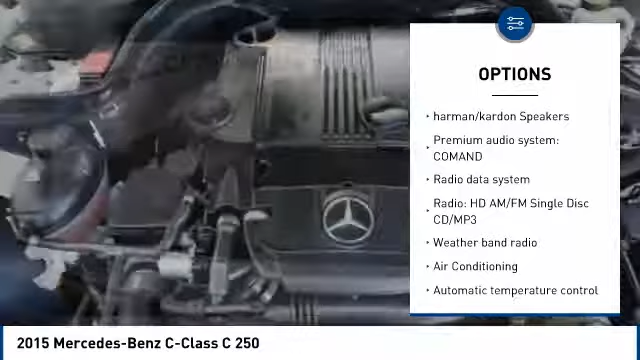 OPTIONS
• harman/kardon Speakers
• Premium audio system:
COMAND
• Radio data system
• Radio: HD AM/FM Single Disc
CD/MP3
• Weather band radio
• Air Conditioning
• Automatic temperature control
2015 Mercedes-Benz C-Class C 250